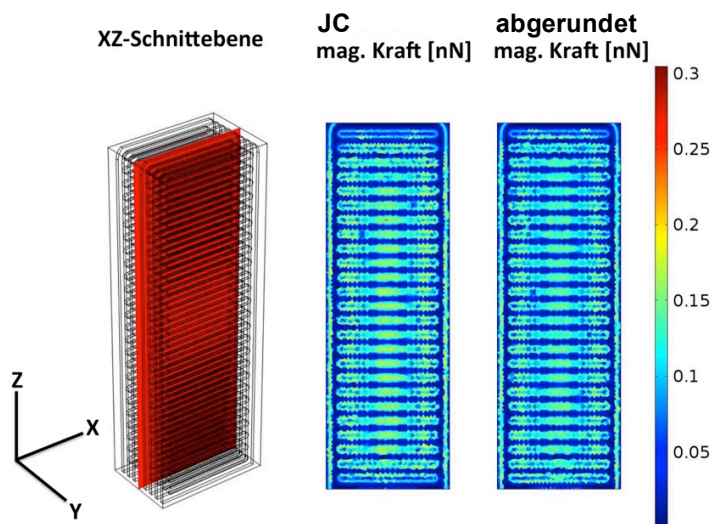 XZ-Schnittebene
JC
mag. Kraft [nN]
abgerundet
mag. Kraft [nN]
0.3
0.25
0.2
0.15
0.1
0.05
Z
X
Y